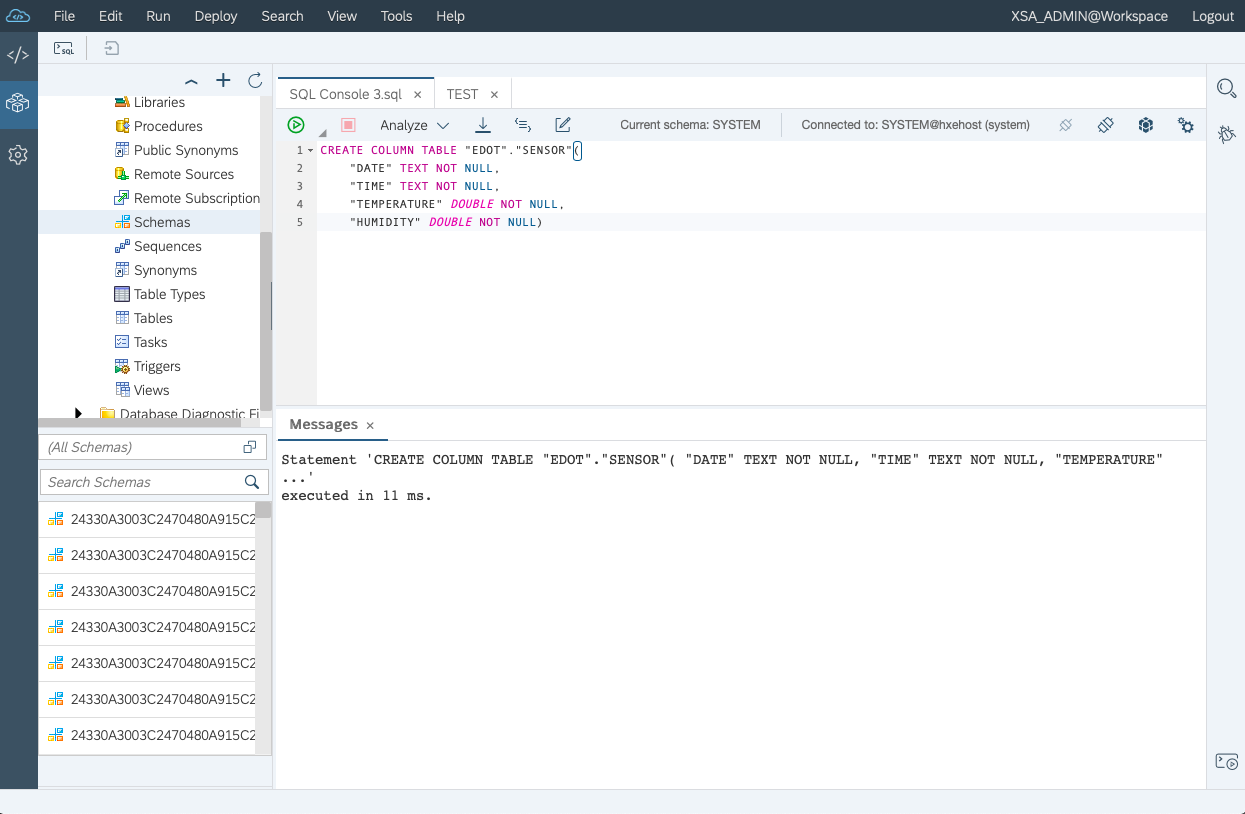 File Edit Run Deploy Search View Tools Help XSA_ADMIN@Workspace Logout
SQL
Libraries
Procedures
Public Synonyms
Remote Sources
Remote Subscription
Schemas
Sequences
Synonyms
Table Types
Tables
Tasks
Triggers
Views
Database Diagnostic Fi
(All Schemas)
Search Schemas
24330A3003C2470480A915C2
24330A3003C2470480A915C2
24330A3003C2470480A915C2
24330A3003C2470480A915C2
24330A3003C2470480A915C2
24330A3003C2470480A915C2
24330A3003C2470480A915C2
SQL Console 3.sql × TEST ×
Analyze Current schema: SYSTEM Connected to: SYSTEM@hxehost (system)
1 CREATE COLUMN TABLE "EDOT"."SENSOR"(
2 "DATE" TEXT NOT NULL,
3 "TIME" TEXT NOT NULL,
4 "TEMPERATURE" DOUBLE NOT NULL,
5 "HUMIDITY" DOUBLE NOT NULL)
Messages ×
Statement 'CREATE COLUMN TABLE "EDOT"."SENSOR"( "DATE" TEXT NOT NULL, "TIME" TEXT NOT NULL, "TEMPERATURE"
...'
executed in 11 ms.